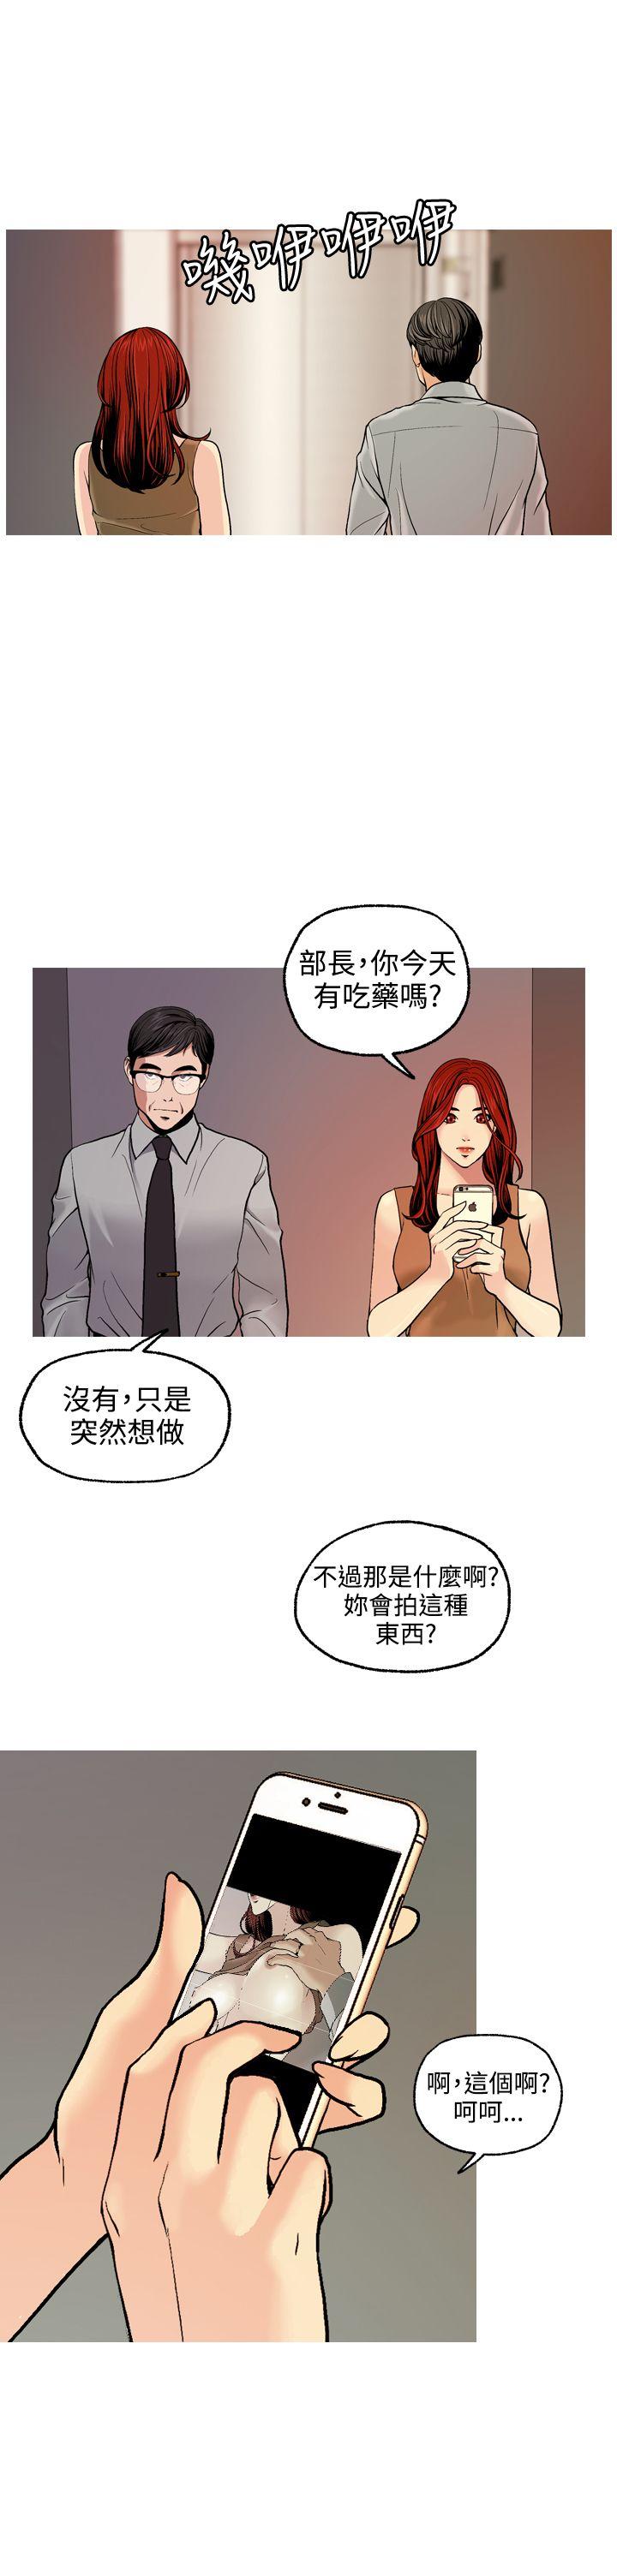 嘰咿咿咿
部長，你今天
有吃藥嗎?
沒有，只是
突然想做
不過那是什麼啊?
妳會拍這種
東西?
啊，這個啊?
呵呵...